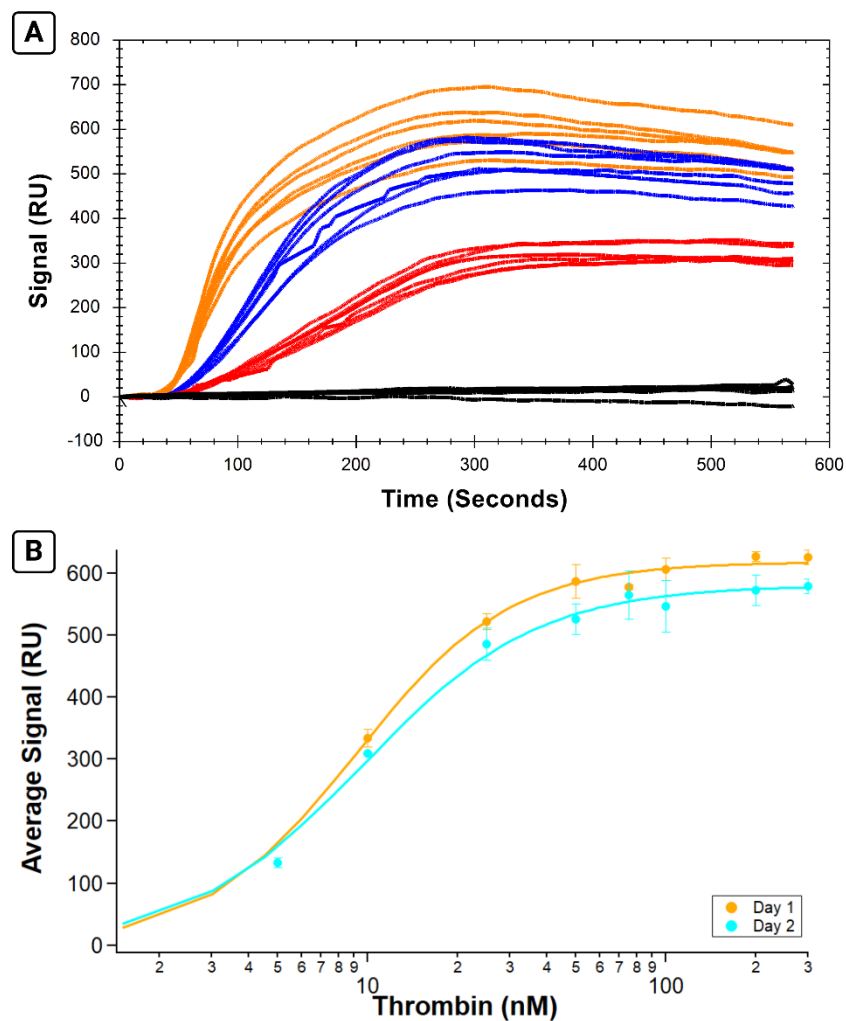 A
800
700
600
500
400
300
200
100
0
-100
Signal (RU)
0 100 200 300 400 500 600
Time (Seconds)
B
600
500
400
300
200
100
0
Average Signal (RU)
Day 1
Day 2
2 3 4 5 6 7 8 9 2 3 4 5 6 7 8 9 2 3
10 100
Thrombin (nM)